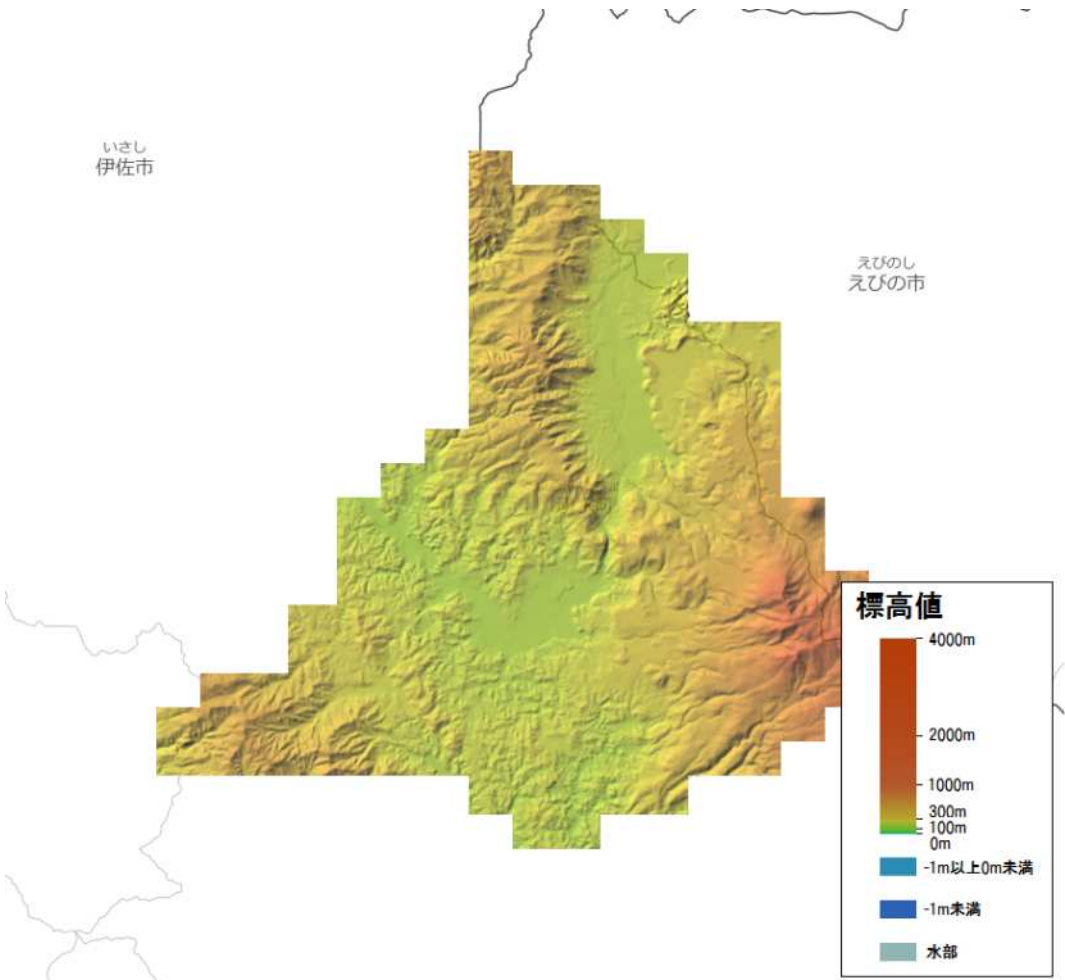 いさし
伊佐市
えびのし
えびの市
標高値
4000m
2000m
1000m
300m
100m
0m
-1m以上0m未満
-1m未満
水部